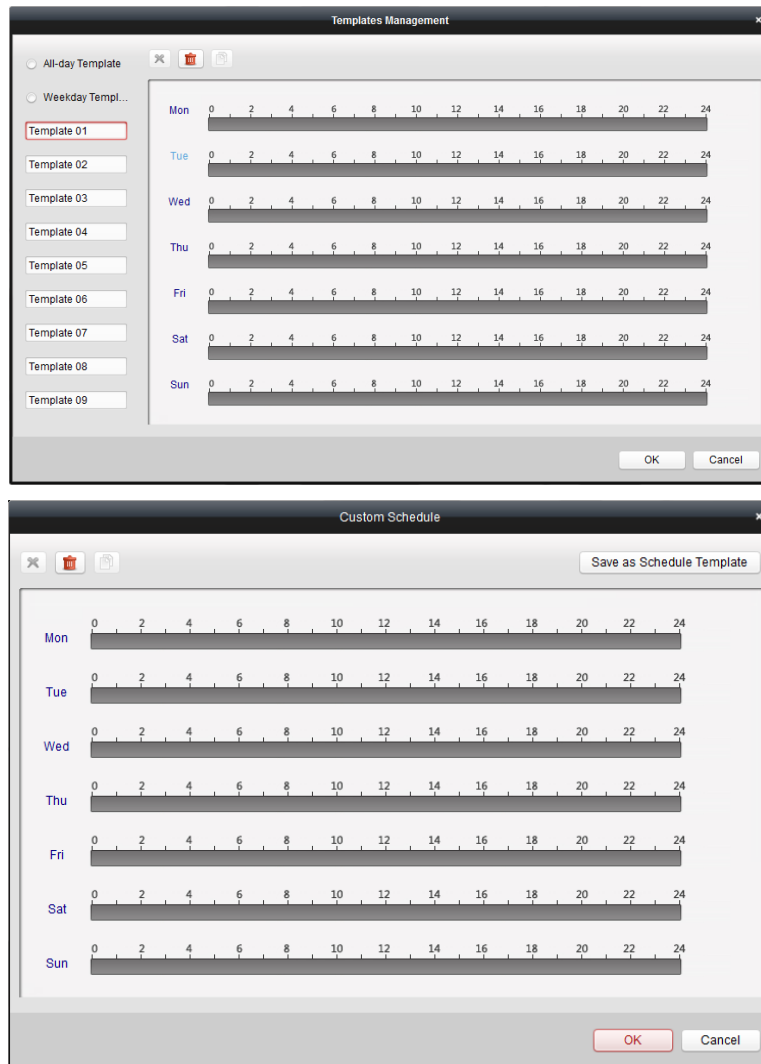 Templates Management
×
All-day Template
Weekday Templ...
Template 01
Template 02
Template 03
Template 04
Template 05
Template 06
Template 07
Template 08
Template 09
Mon 0 2 4 6 8 10 12 14 16 18 20 22 24
Tue 0 2 4 6 8 10 12 14 16 18 20 22 24
Wed 0 2 4 6 8 10 12 14 16 18 20 22 24
Thu 0 2 4 6 8 10 12 14 16 18 20 22 24
Fri 0 2 4 6 8 10 12 14 16 18 20 22 24
Sat 0 2 4 6 8 10 12 14 16 18 20 22 24
Sun 0 2 4 6 8 10 12 14 16 18 20 22 24
OK Cancel
Custom Schedule
×
Save as Schedule Template
Mon 0 2 4 6 8 10 12 14 16 18 20 22 24
Tue 0 2 4 6 8 10 12 14 16 18 20 22 24
Wed 0 2 4 6 8 10 12 14 16 18 20 22 24
Thu 0 2 4 6 8 10 12 14 16 18 20 22 24
Fri 0 2 4 6 8 10 12 14 16 18 20 22 24
Sat 0 2 4 6 8 10 12 14 16 18 20 22 24
Sun 0 2 4 6 8 10 12 14 16 18 20 22 24
OK Cancel